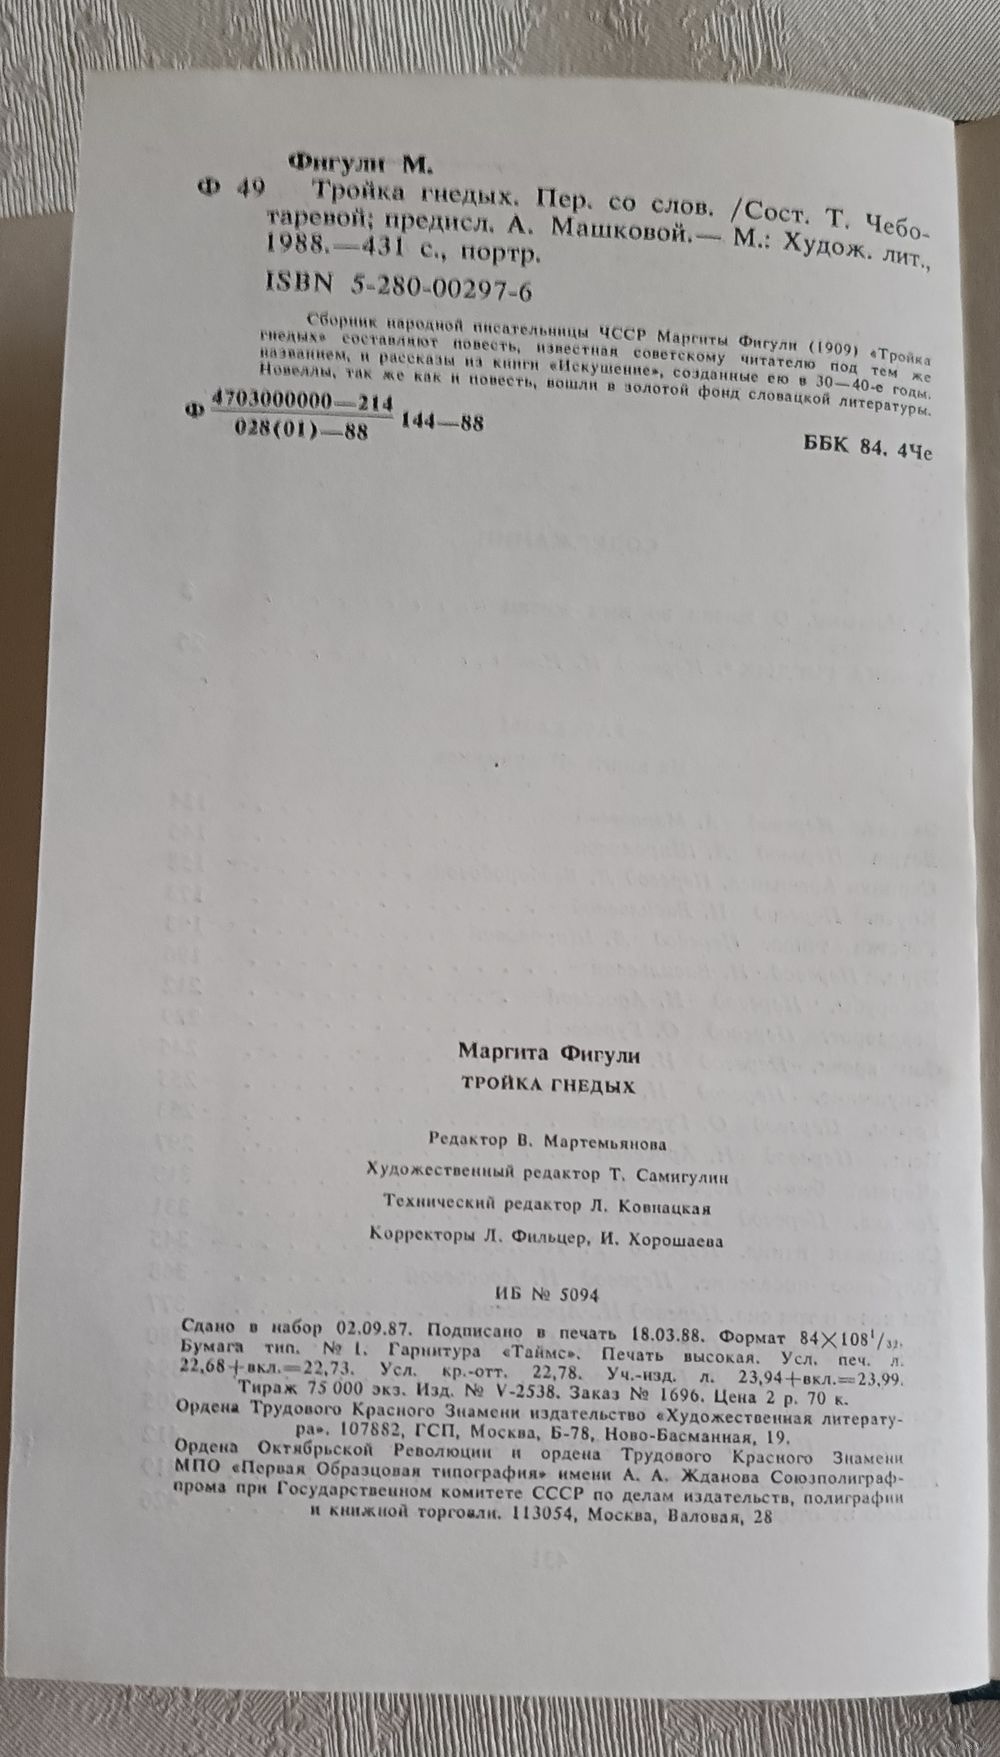 Фигули М.
Ф 49 Тройка гнедых. Пер. со слов. /Сост. Т. Чебо-
таревой; предисл. А. Машковой.— М.: Худож. лит.,
1988.—431 с., портр.
ISBN 5-280-00297-6
Сборник народной писательницы ЧССР Маргиты Фигули (1909) «Тройка
гнедых» составляют повесть, известная советскому читателю под тем же
названием, и рассказы из книги «Искушение», созданные ею в 30—40-е годы.
Новеллы, так же как и повесть, вошли в золотой фонд словацкой литературы.
Ф 4703000000—214 144—88
028(01)—88
ББК 84. 4Че
Маргита Фигули
ТРОЙКА ГНЕДЫХ
Редактор В. Мартемьянова
Художественный редактор Т. Самигулин
Технический редактор Л. Ковнацкая
Корректоры Л. Фильцер, И. Хорошаева
ИБ № 5094
Сдано в набор 02.09.87. Подписано в печать 18.03.88. Формат 84×108¹/₃₂.
Бумага тип. № 1. Гарнитура «Таймс». Печать высокая. Усл. печ. л.
22,68+вкл.=22,73. Усл. кр.-отт. 22,78. Уч.-изд. л. 23,94+вкл.=23,99.
Тираж 75 000 экз. Изд. № V-2538. Заказ № 1696. Цена 2 р. 70 к.
Ордена Трудового Красного Знамени издательство «Художественная литерату-
ра». 107882, ГСП, Москва, Б-78, Ново-Басманная, 19.
Ордена Октябрьской Революции и ордена Трудового Красного Знамени
МПО «Первая Образцовая типография» имени А. А. Жданова Союзполиграф-
прома при Государственном комитете СССР по делам издательств, полиграфии
и книжной торговли. 113054, Москва, Валовая, 28